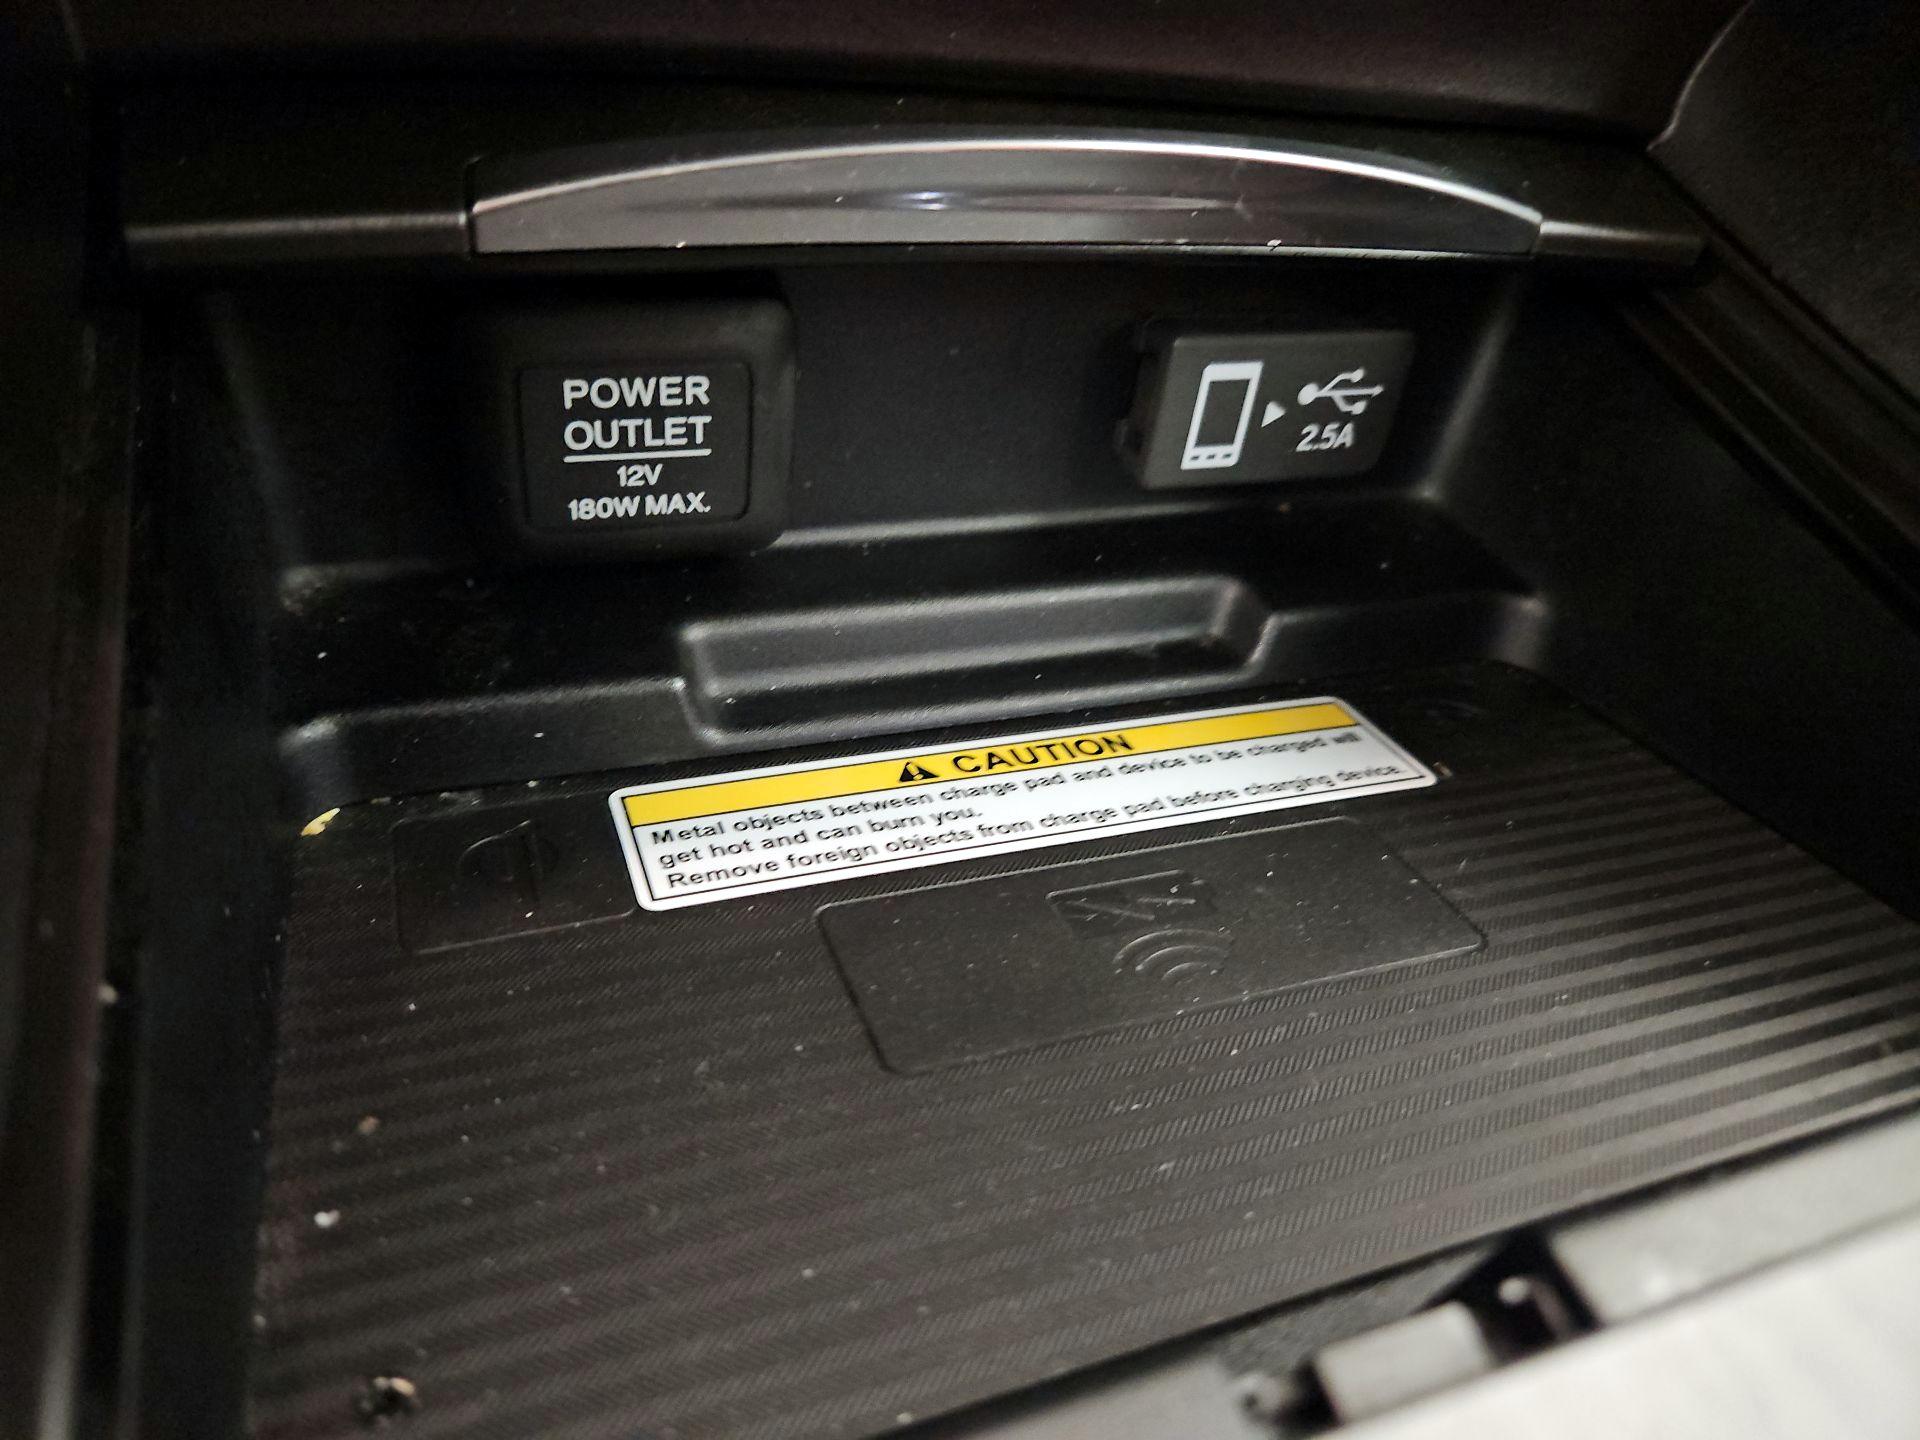 POWER
OUTLET
12V
180W MAX.
2.5A
CAUTION
Metal objects between charge pad and device to be charged will
get hot and can burn you.
Remove foreign objects from charge pad before charging device.